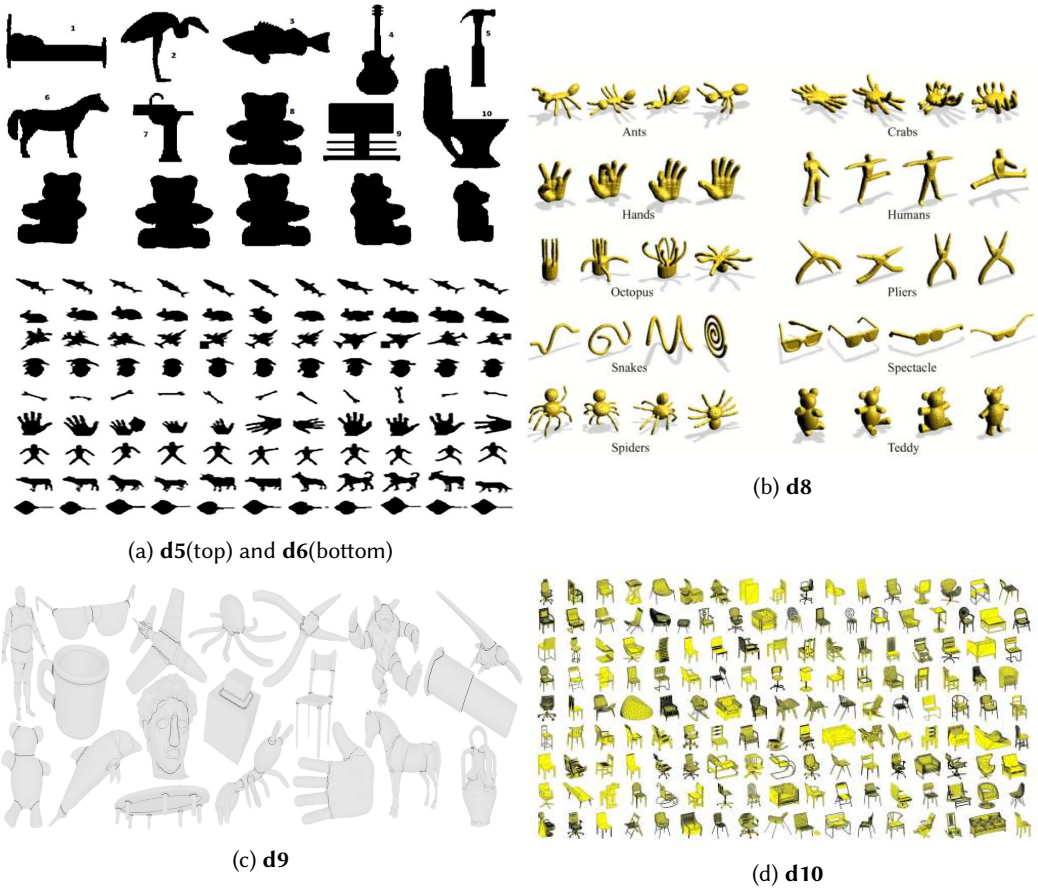 1
2
3
4
5
6
7
8
9
10
(a) d5(top) and d6(bottom)
Ants
Crabs
Hands
Humans
Octopus
Pliers
Snakes
Spectacle
Spiders
Teddy
(b) d8
(c) d9
(d) d10